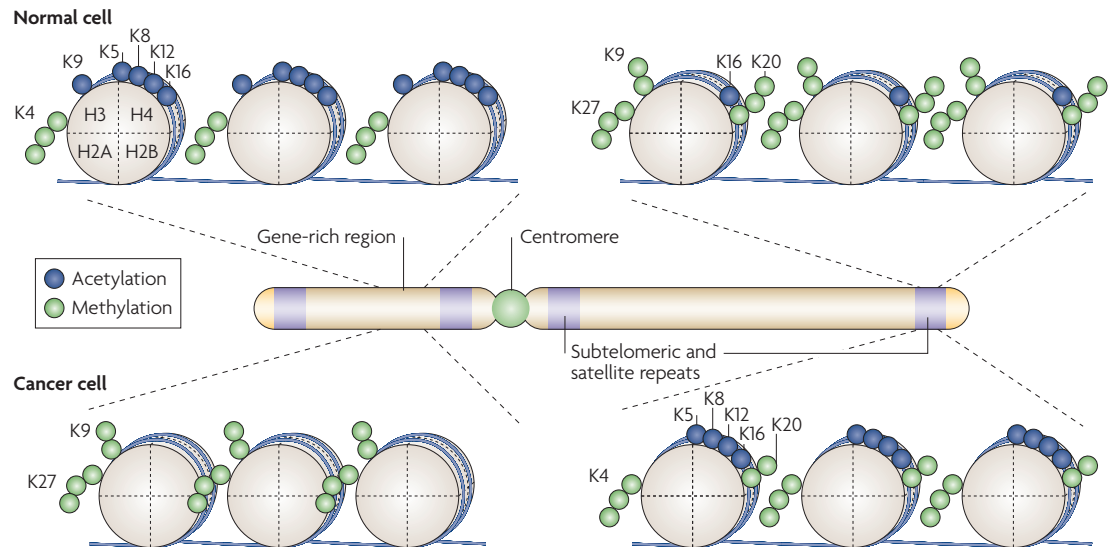 Normal cell
K4
K9
K5
K8
K12
K16
H3 H4
H2A H2B
K9
K27
K16
K20
Gene-rich region
Centromere
Acetylation
Methylation
Subtelomeric and
satellite repeats
Cancer cell
K9
K27
K4
K5
K8
K12
K16
K20